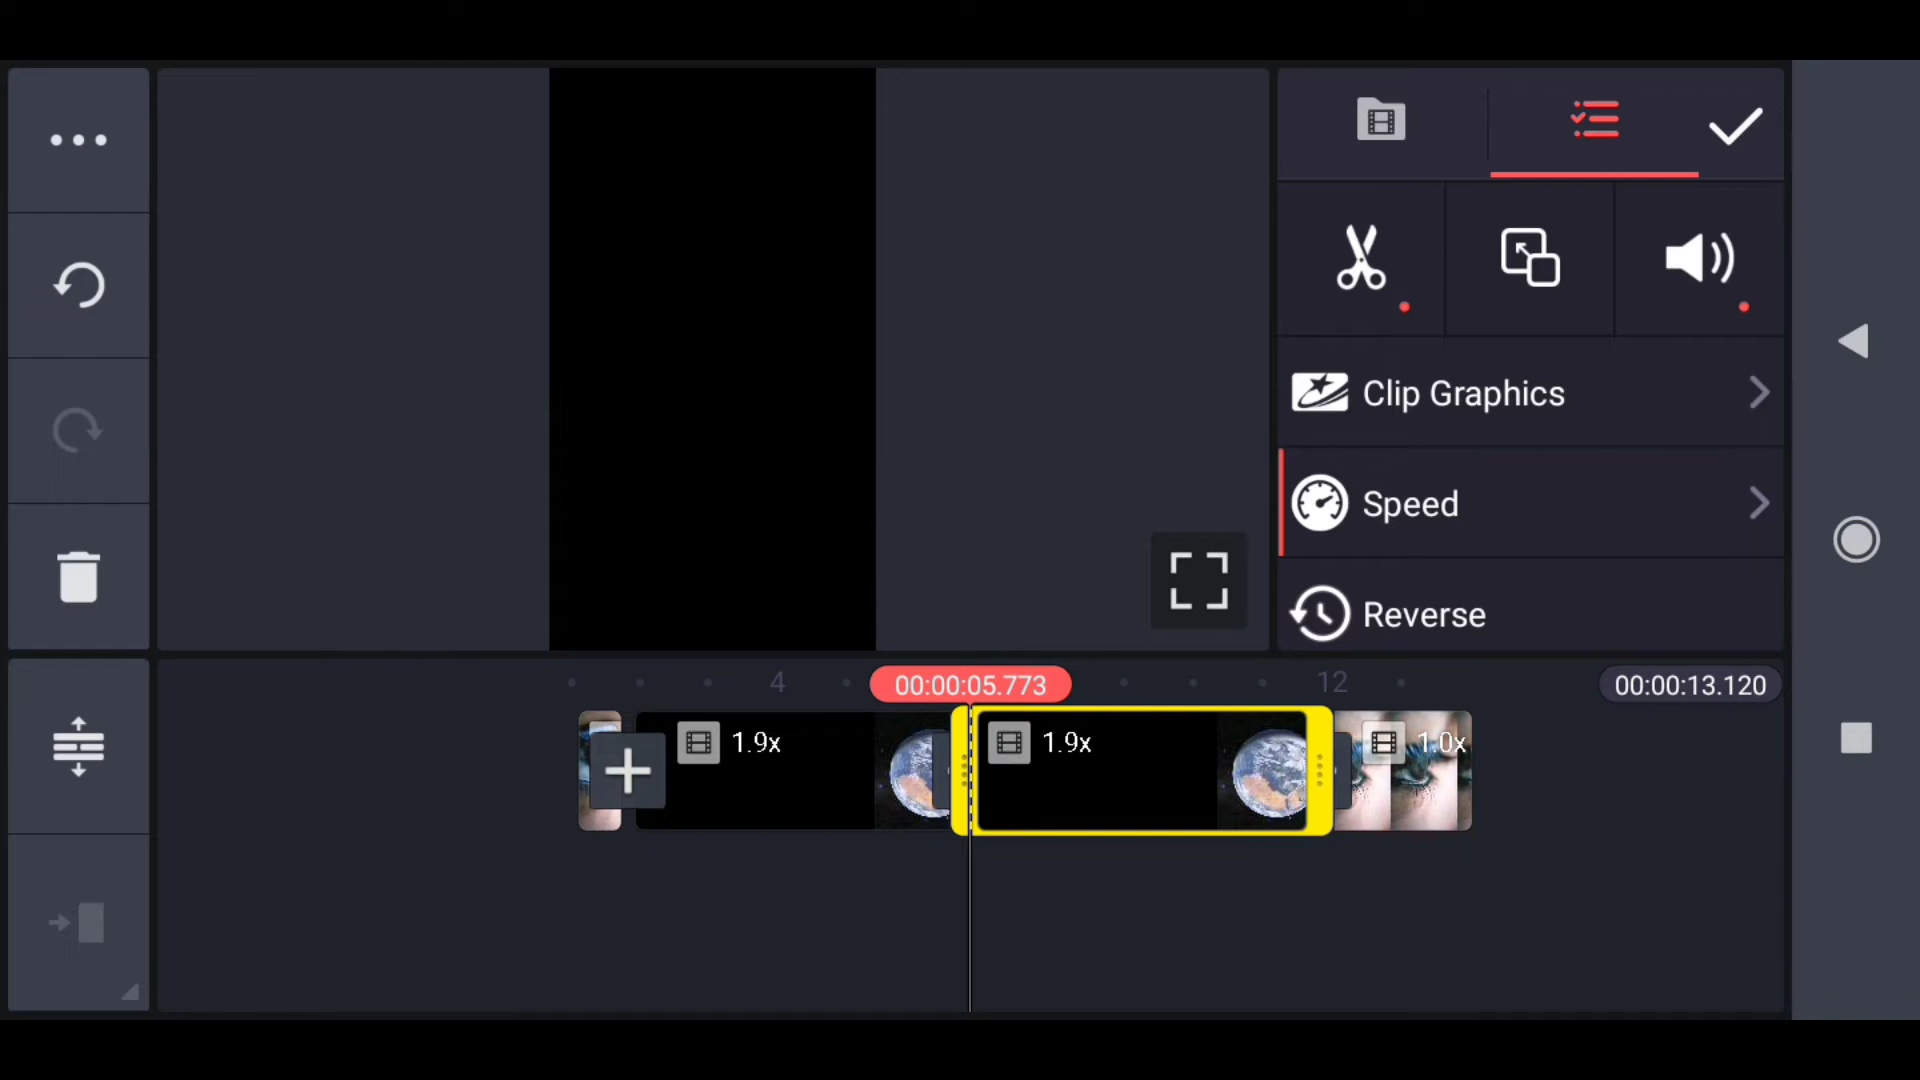 Clip Graphics
Speed
Reverse
4
00:00:05.773
12
00:00:13.120
1.9x
1.9x
1.0x